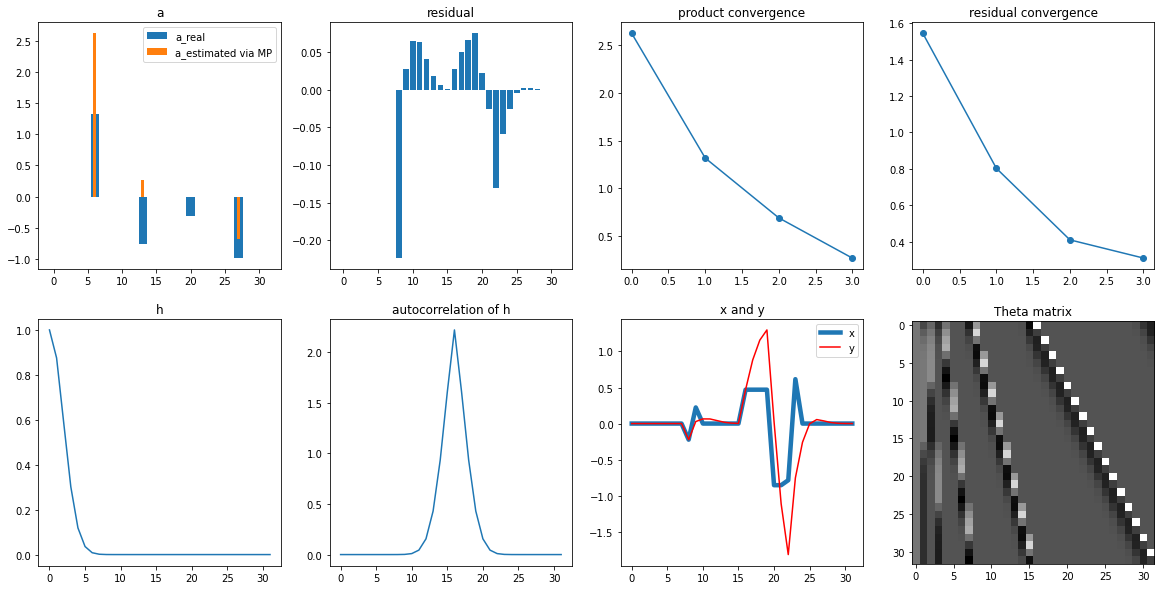 a
residual
product convergence
residual convergence
2.5
2.0
1.5
1.0
0.5
0.0
−0.5
−1.0
0 5 10 15 20 25 30
a_real
a_estimated via MP
0.05
0.00
−0.05
−0.10
−0.15
−0.20
0 5 10 15 20 25 30
2.5
2.0
1.5
1.0
0.5
0.0 0.5 1.0 1.5 2.0 2.5 3.0
1.6
1.4
1.2
1.0
0.8
0.6
0.4
0.0 0.5 1.0 1.5 2.0 2.5 3.0
h
autocorrelation of h
x and y
Theta matrix
1.0
0.8
0.6
0.4
0.2
0.0
0 5 10 15 20 25 30
2.0
1.5
1.0
0.5
0.0
0 5 10 15 20 25 30
1.0
0.5
0.0
−0.5
−1.0
−1.5
0 5 10 15 20 25 30
x
y
0
5
10
15
20
25
30
0 5 10 15 20 25 30